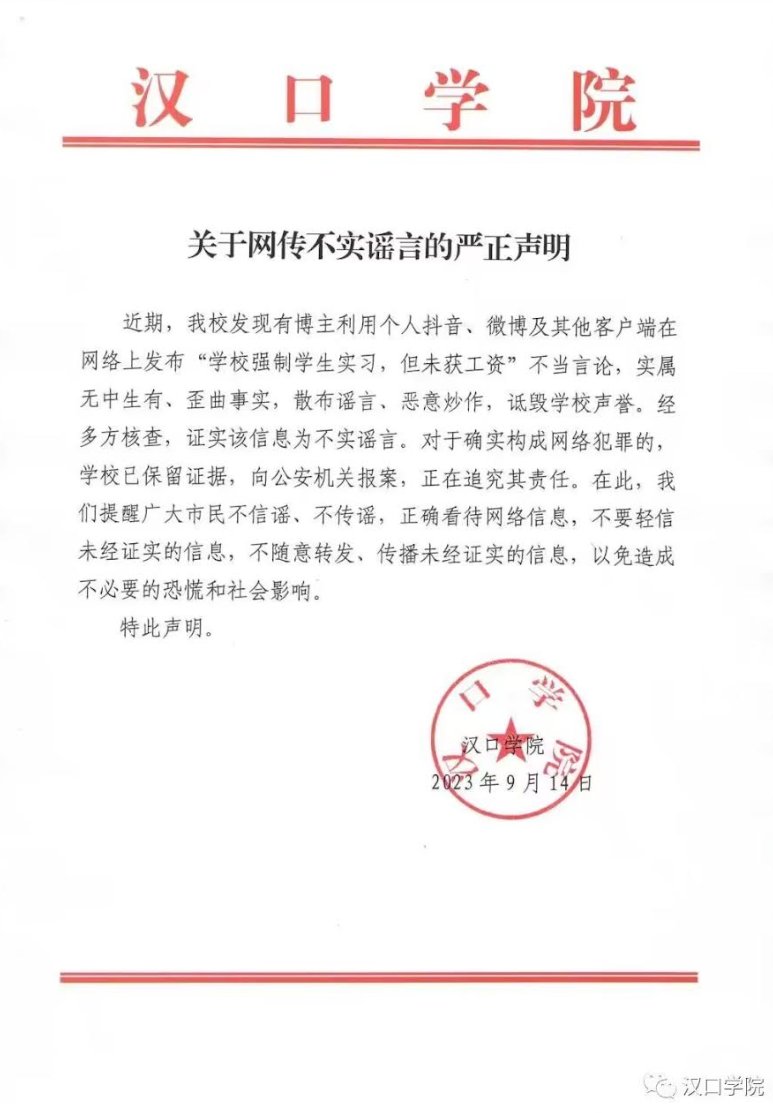 汉口学院
关于网传不实谣言的严正声明
近期，我校发现有博主利用个人抖音、微博及其他客户端在
网络上发布“学校强制学生实习，但未获工资”不当言论，实属
无中生有、歪曲事实，散布谣言、恶意炒作，诋毁学校声誉。经
多方核查，证实该信息为不实谣言。对于确实构成网络犯罪的，
学校已保留证据，向公安机关报案，正在追究其责任。在此，我
们提醒广大市民不信谣、不传谣，正确看待网络信息，不要轻信
未经证实的信息，不随意转发、传播未经证实的信息，以免造成
不必要的恐慌和社会影响。
特此声明。
汉口学院
汉口学院
2023年9月14日
汉口学院